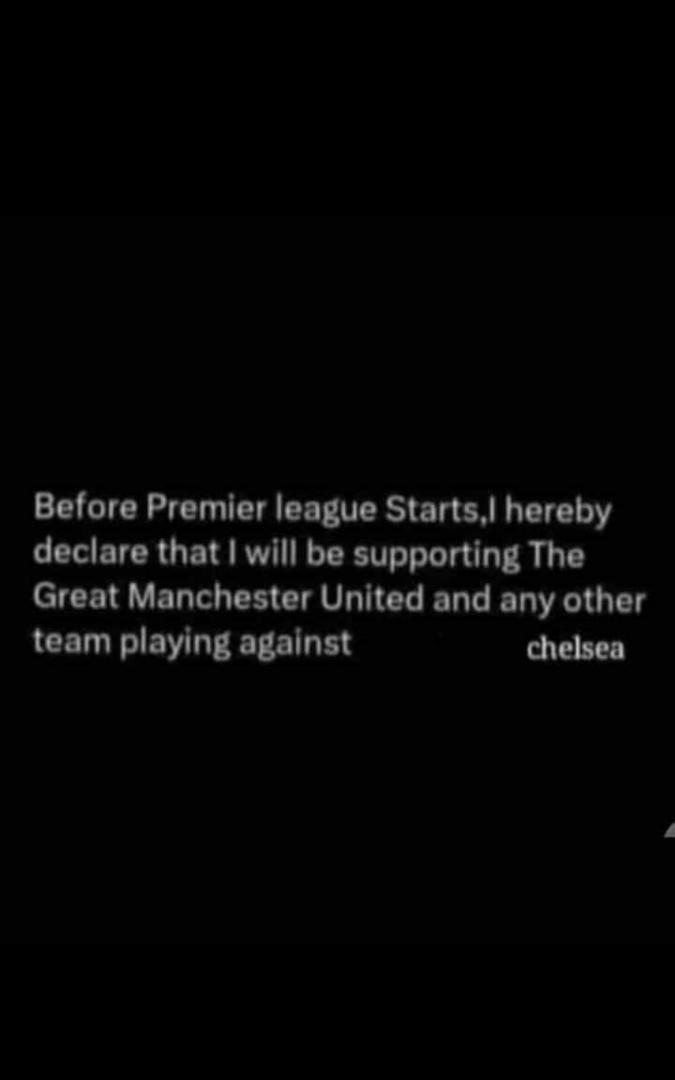 Before Premier league Starts,I hereby
declare that I will be supporting The
Great Manchester United and any other
team playing against chelsea